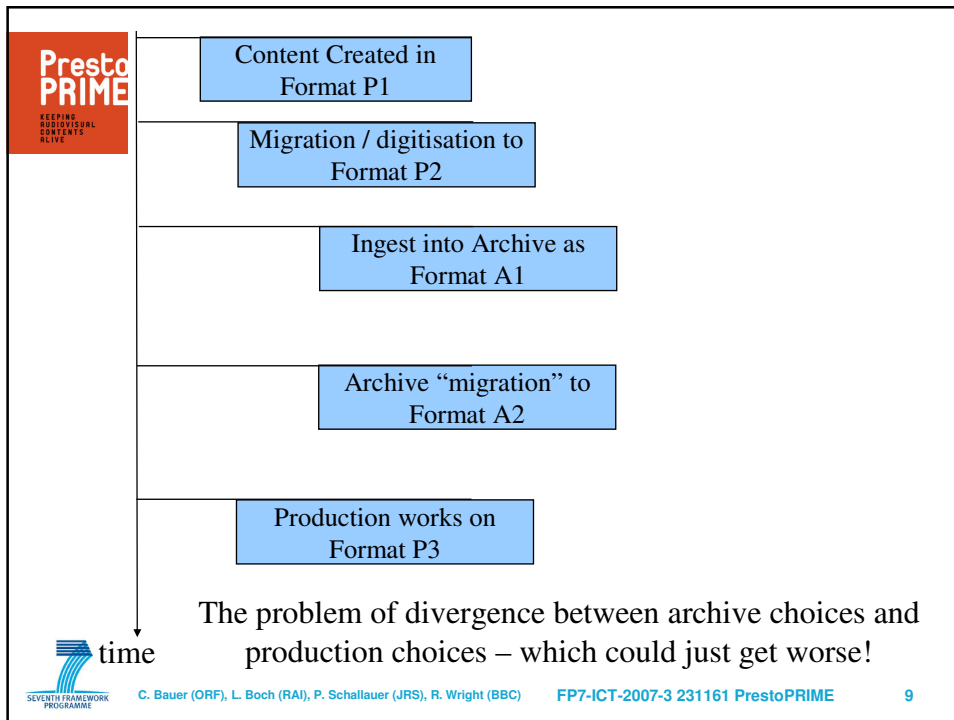 Presto
PRIME
KEEPING
AUDIOVISUAL
CONTENTS
ALIVE
Content Created in
Format P1
Migration / digitisation to
Format P2
Ingest into Archive as
Format A1
Archive “migration” to
Format A2
Production works on
Format P3
The problem of divergence between archive choices and
production choices – which could just get worse!
time
SEVENTH FRAMEWORK
PROGRAMME
C. Bauer (ORF), L. Boch (RAI), P. Schallauer (JRS), R. Wright (BBC) FP7-ICT-2007-3 231161 PrestoPRIME 9